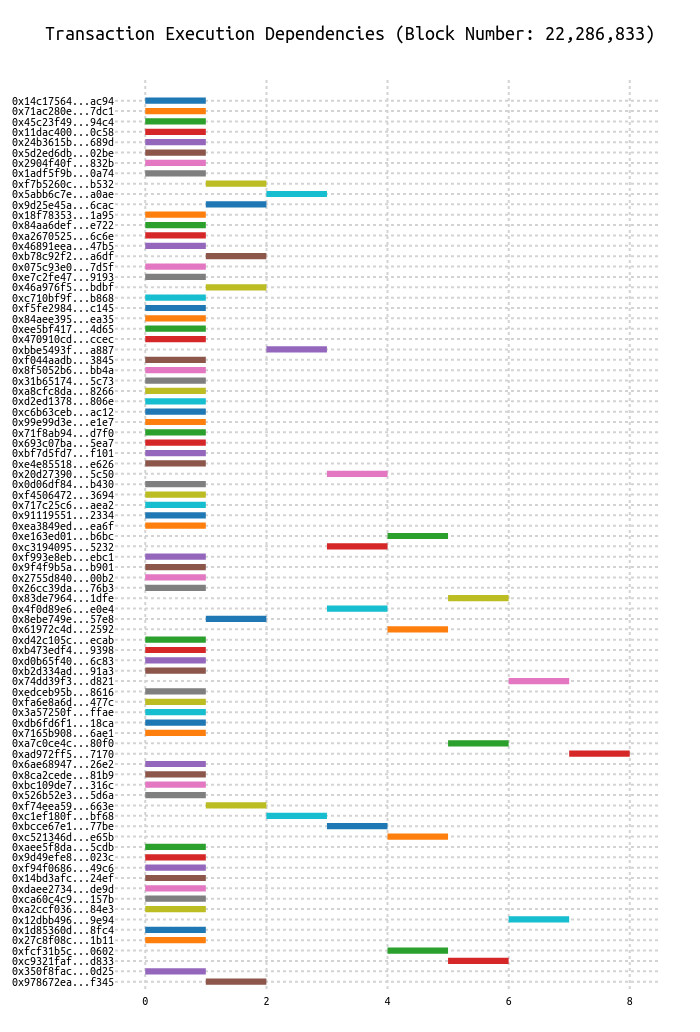 Transaction Execution Dependencies (Block Number: 22,286,833)
0x14c17564...ac94
0x71ac280e...7dc1
0x45c23f49...94c4
0x11dac400...0c58
0x24b3615b...689d
0x5d2ed6db...02be
0x2904f40f...832b
0x1adf5f9b...0a74
0xf7b5260c...b532
0x5abb6c7e...a0ae
0x9d25e45a...6cac
0x18f78353...1a95
0x84aa6def...e722
0xa2670525...6c6e
0x46891eea...47b5
0xb78c92f2...a6df
0x075c93e0...7d5f
0xe7c2fe47...9193
0x46a976f5...bdbf
0xc710bf9f...b868
0xf5fe2984...c145
0x84aee395...ea35
0xee5bf417...4d65
0x470910cd...ccec
0xbbe5493f...a887
0xf044aadb...3845
0x8f5052b6...bb4a
0x31b65174...5c73
0xa8cfc8da...8266
0xd2ed1378...806e
0xc6b63ceb...ac12
0x99e99d3e...e1e7
0x71f8ab94...d7f0
0x693c07ba...5ea7
0xbf7d5fd7...f101
0xe4e85518...e626
0x20d27390...5c50
0x0d06df84...b430
0xf4506472...3694
0x717c25c6...aea2
0x91119551...2334
0xea3849ed...ea6f
0xe163ed01...b6bc
0xc3194095...5232
0xf993e8eb...ebc1
0x9f4f9b5a...b901
0x2755d840...00b2
0x26cc39da...76b3
0x83de7964...1dfe
0x4f0d89e6...e0e4
0x8ebe749e...57e8
0x61972c4d...2592
0xd42c105c...ecab
0xb473edf4...9398
0xd0b65f40...6c83
0xb2d334ad...91a3
0x74dd39f3...d821
0xedceb95b...8616
0xfa6e8a6d...477c
0x3a57250f...ffae
0xdb6fd6f1...18ca
0x7165b908...6ae1
0xa7c0ce4c...80f0
0xad972ff5...7170
0x6ae68947...26e2
0x8ca2cede...81b9
0xbc109de7...316c
0x526b52e3...5d6a
0xf74eea59...663e
0xc1ef180f...bf68
0xbcce67e1...77be
0xc521346d...e65b
0xaee5f8da...5cdb
0x9d49efe8...023c
0xf94f0686...49c6
0x14bd3afc...24ef
0xdaee2734...de9d
0xca60c4c9...157b
0xa2ccf036...84e3
0x12dbb496...9e94
0x1d85360d...8fc4
0x27c8f08c...1b11
0xfcf31b5c...0602
0xc9321faf...d833
0x350f8fac...0d25
0x978672ea...f345
0 2 4 6 8